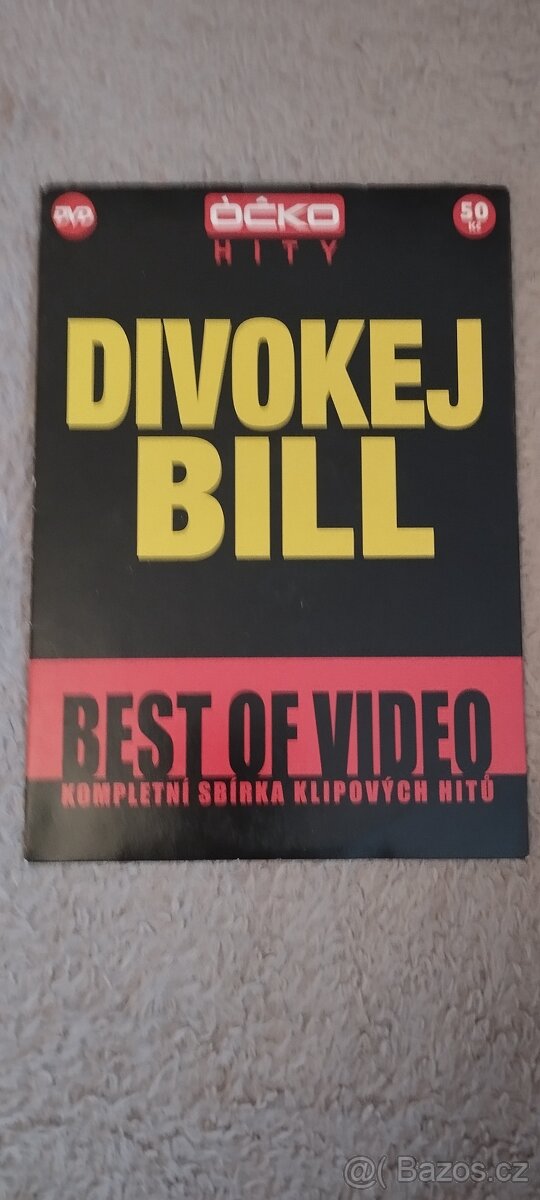 DVD
ÓČKO
HITY
50
Kč
DIVOKEJ
BILL
BEST OF VIDEO
KOMPLETNÍ SBÍRKA KLIPOVÝCH HITŮ
@( Bazos.cz